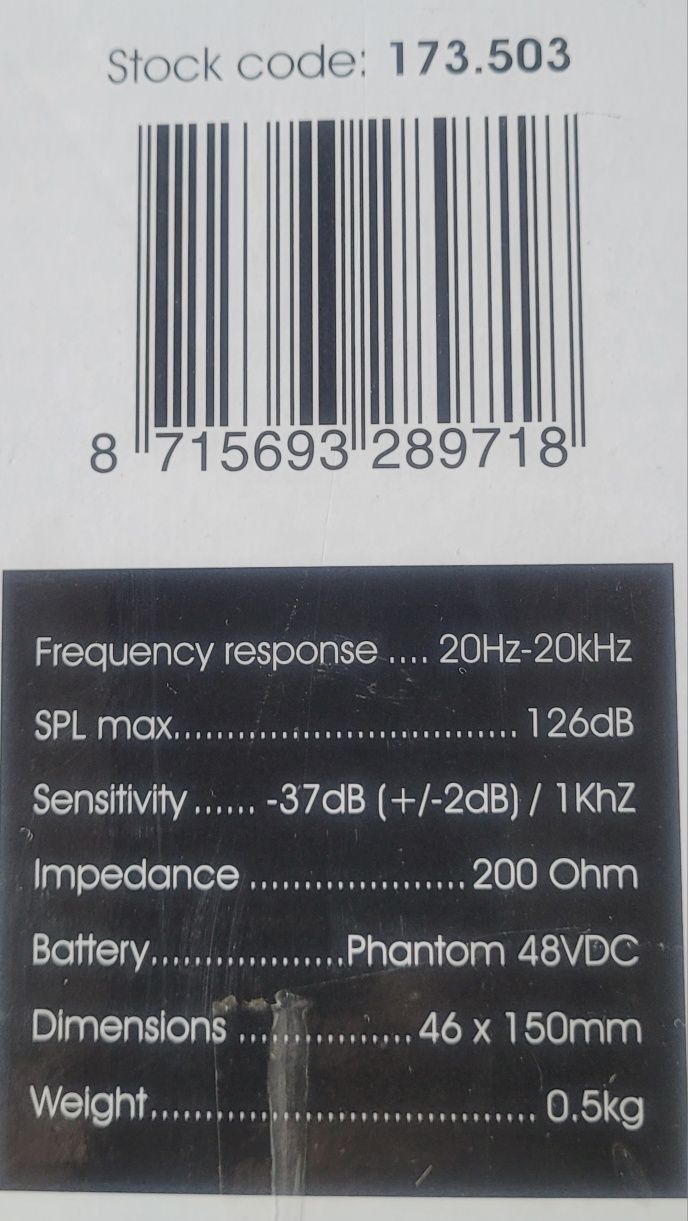 Stock code: 173.503
8 715693 289718
Frequency response .... 20Hz-20kHz
SPL max................................. 126dB
Sensitivity ...... -37dB (+/-2dB) / 1KhZ
Impedance .................... 200 Ohm
Battery..................Phantom 48VDC
Dimensions ................ 46 x 150mm
Weight..................................... 0.5kg